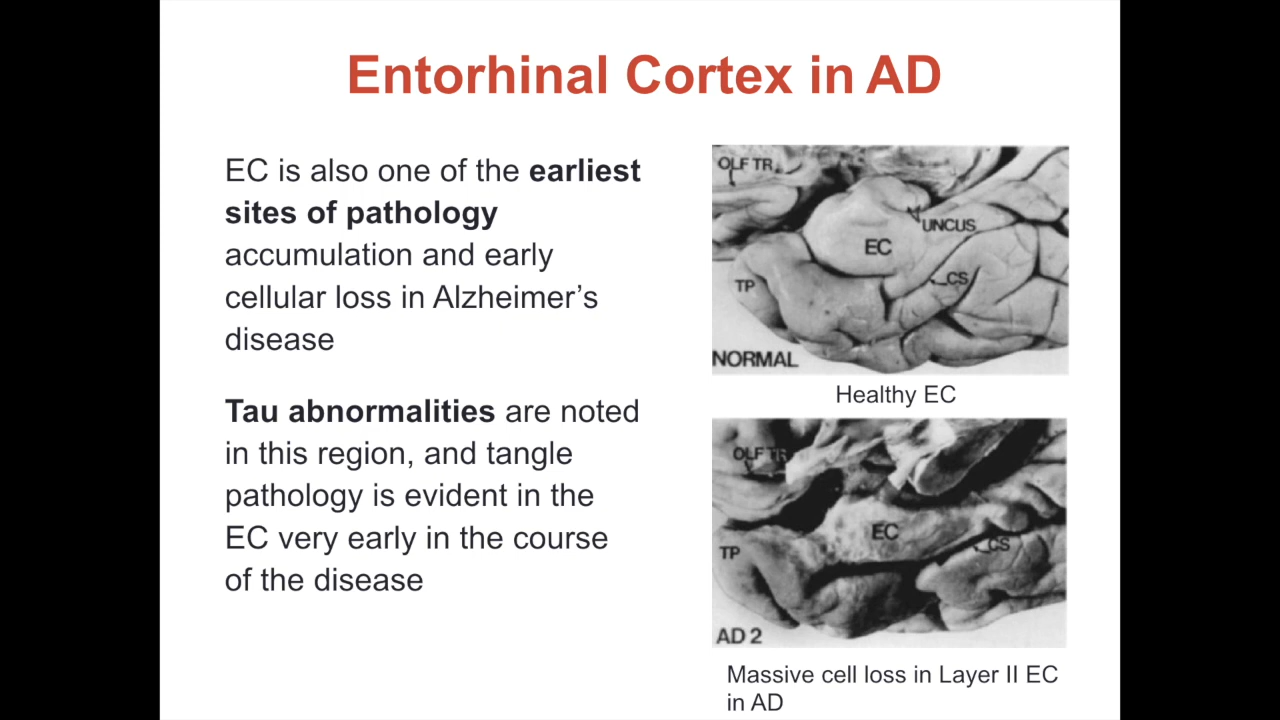 Entorhinal Cortex in AD
EC is also one of the earliest
sites of pathology
accumulation and early
cellular loss in Alzheimer’s
disease
Tau abnormalities are noted
in this region, and tangle
pathology is evident in the
EC very early in the course
of the disease
OLF TR
UNCUS
EC
CS
TP
NORMAL
Healthy EC
OLF TR
EC
CS
TP
AD 2
Massive cell loss in Layer II EC
in AD